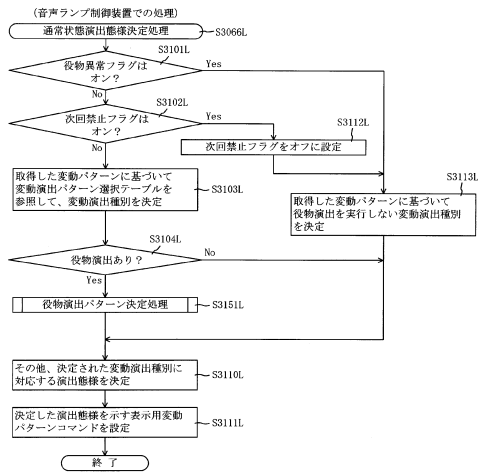 (音声ランプ制御装置での処理)
通常状態演出態様決定処理
S3066L
S3101L
役物異常フラグは
オン？
Yes
No
S3102L
次回禁止フラグは
オン？
Yes
No
S3112L
次回禁止フラグをオフに設定
取得した変動パターンに基づいて
変動演出パターン選択テーブルを
参照して、変動演出種別を決定
S3103L
S3113L
取得した変動パターンに基づいて
役物演出を実行しない変動演出種別
を決定
S3104L
役物演出あり？
No
Yes
役物演出パターン決定処理
S3151L
その他、決定された変動演出種別に
対応する演出態様を決定
S3110L
決定した演出態様を示す表示用変動
パターンコマンドを設定
S3111L
終了